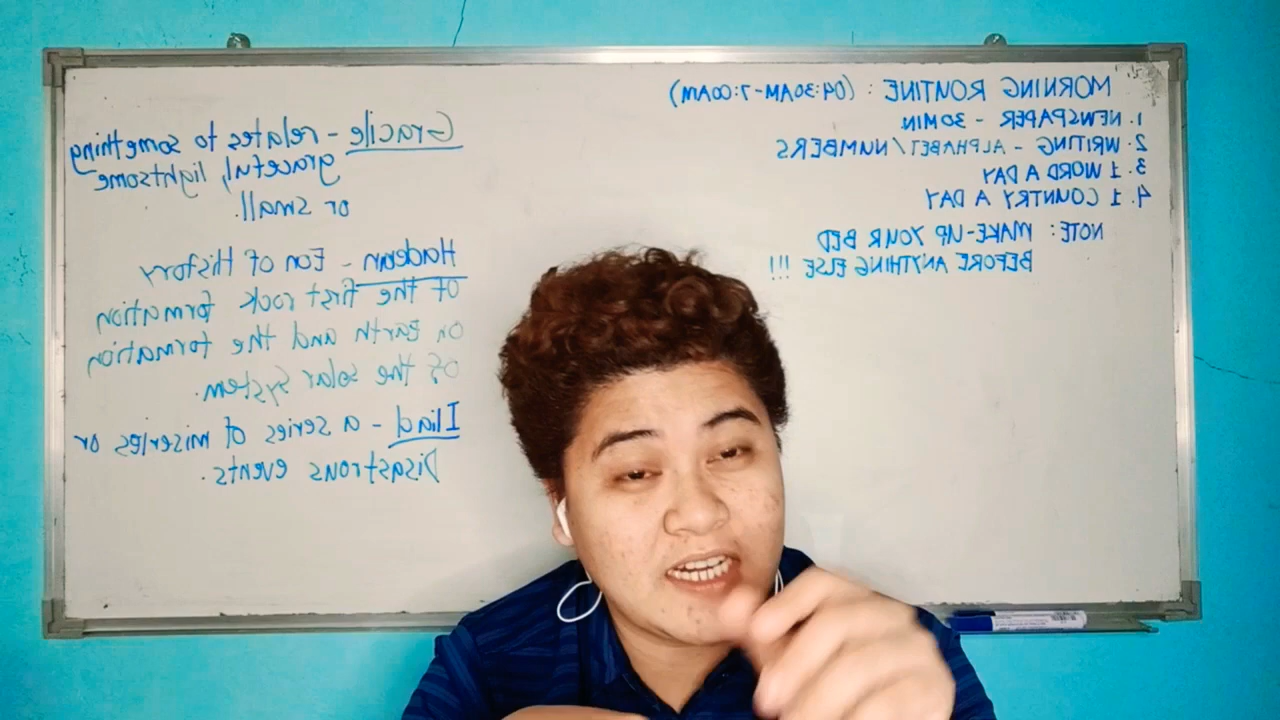 MORNING ROUTINE : (04:30AM-7:00AM)
1. NEWSPAPER - 30MIN
2. WRITING - ALPHABET/NUMBERS
3. 1 WORD A DAY
4. 1 COUNTRY A DAY
NOTE: MAKE-UP YOUR BED
BEFORE ANYTHING ELSE !!!
Gracile - relates to something
graceful, lightsome
or small.
Hadean - Eon of History
of the first rock formation
on Earth and the formation
of the solar system.
Iliad - a series of miseries or
Disastrous events.